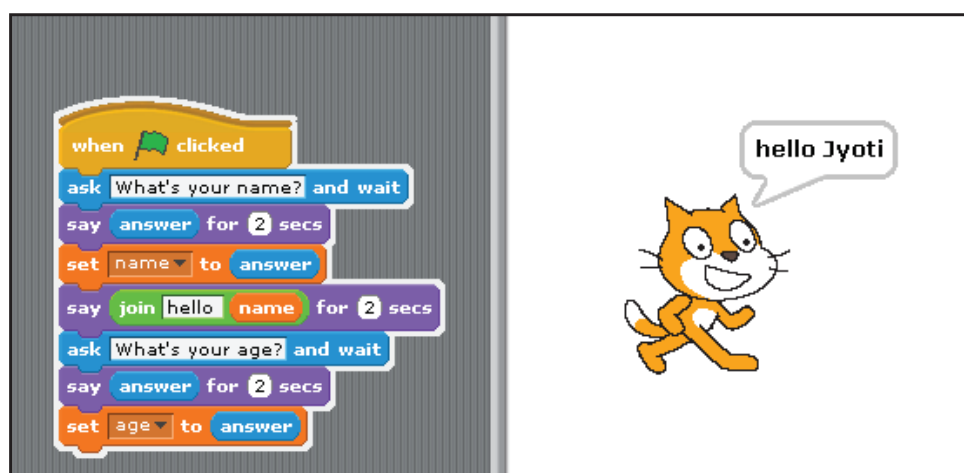 when clicked
ask What's your name? and wait
say answer for 2 secs
set name to answer
say join hello name for 2 secs
ask What's your age? and wait
say answer for 2 secs
set age to answer
hello Jyoti